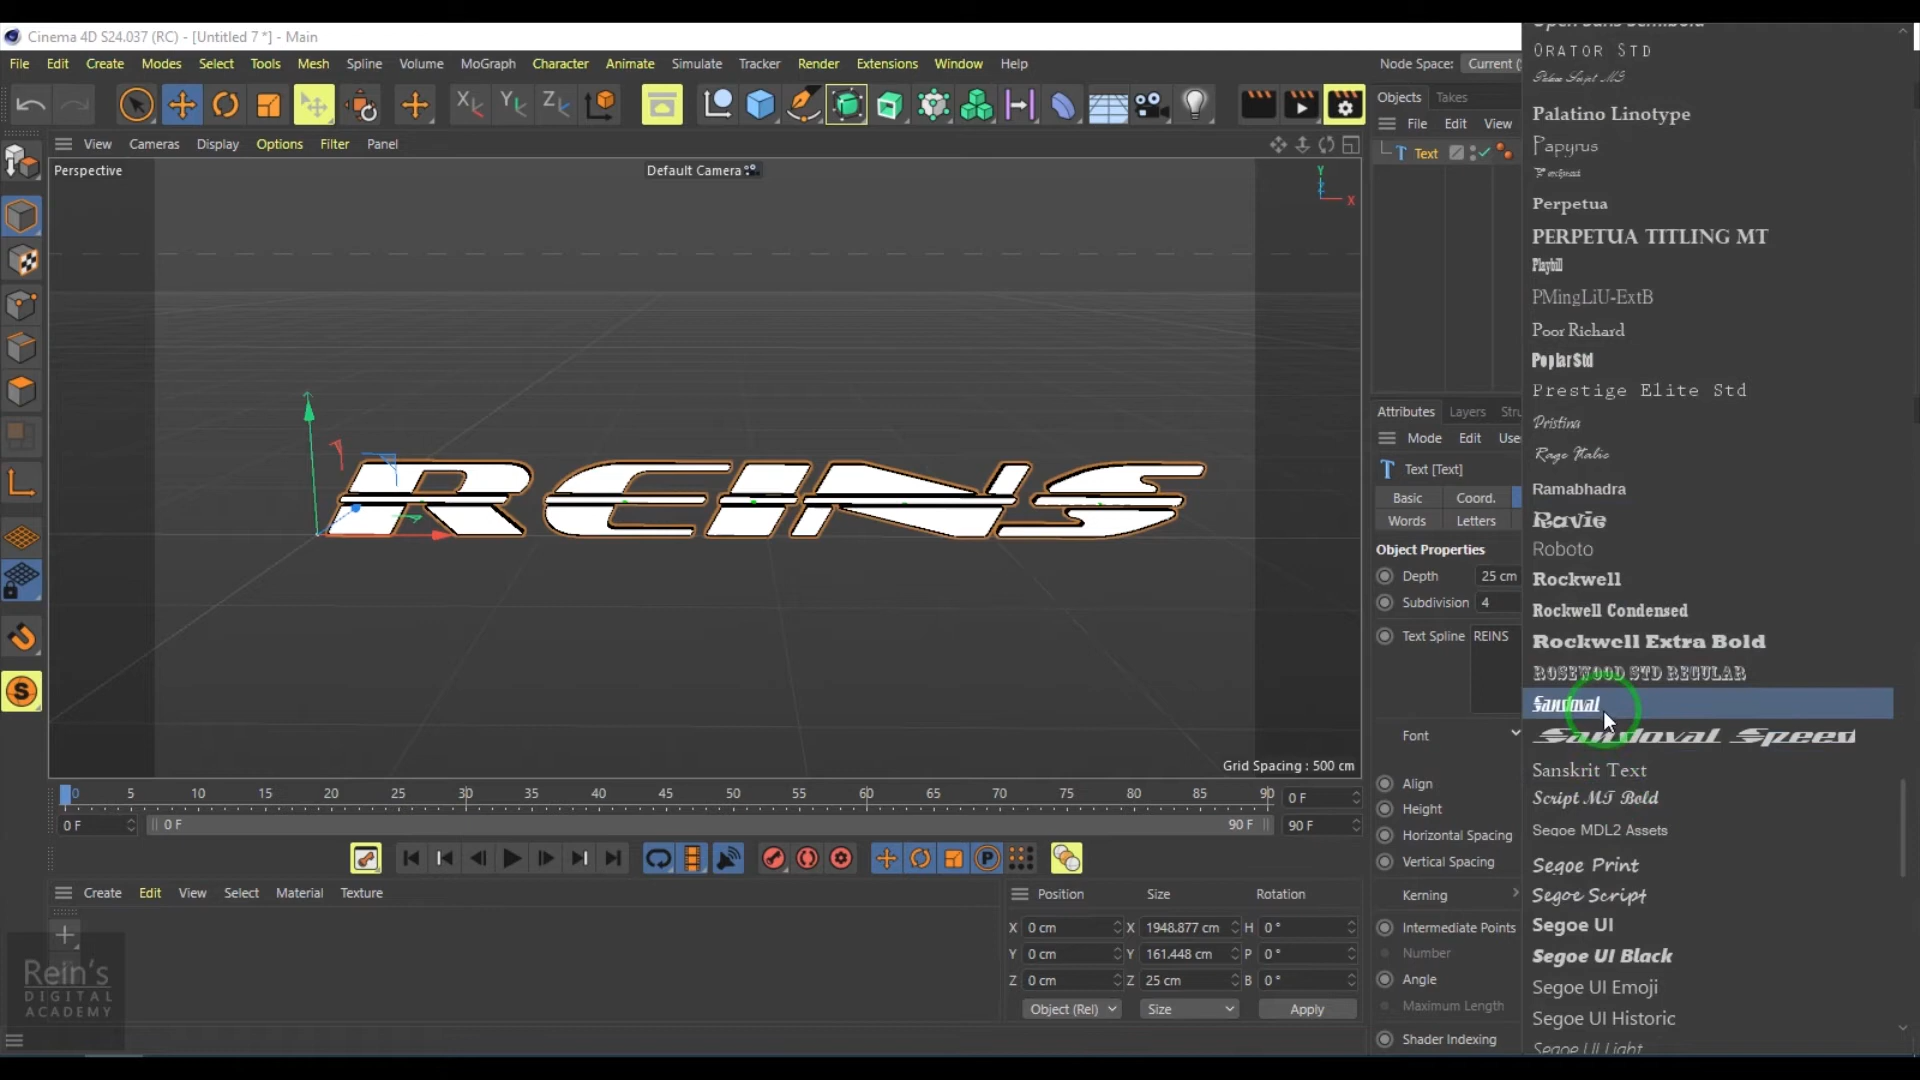 Cinema 4D S24.037 (RC) - [Untitled 7 *] - Main
File Edit Create Modes Select Tools Mesh Spline Volume MoGraph Character Animate Simulate Tracker Render Extensions Window Help
Node Space: Current (
X Y Z
View Cameras Display Options Filter Panel
Perspective
Default Camera
Y
Z
X
REINS
Grid Spacing : 500 cm
Objects Takes
File Edit View
Text
Attributes Layers
Mode Edit
Text [Text]
Basic Coord.
Words Letters
Object Properties
Depth 25 cm
Subdivision 4
Text Spline REINS
Font
Align
Height
Horizontal Spacing
Vertical Spacing
Kerning
Intermediate Points
Number
Angle
Maximum Length
Shader Indexing
Orator Std
Palace Script MT
Palatino Linotype
Papyrus
Parchment
Perpetua
PERPETUA TITLING MT
Playbill
PMingLiU-ExtB
Poor Richard
Poplar Std
Prestige Elite Std
Pristina
Rage Italic
Ramabhadra
Ravie
Roboto
Rockwell
Rockwell Condensed
Rockwell Extra Bold
ROSEWOOD STD REGULAR
Sandoval
Sandoval Speed
Sanskrit Text
Script MT Bold
Segoe MDL2 Assets
Segoe Print
Segoe Script
Segoe UI
Segoe UI Black
Segoe UI Emoji
Segoe UI Historic
Segoe UI Light
0 5 10 15 20 25 30 35 40 45 50 55 60 65 70 75 80 85 90 0 F
0 F 0 F 90 F 90 F
Create Edit View Select Material Texture
Position Size Rotation
X 0 cm X 1948.877 cm H 0 °
Y 0 cm Y 161.448 cm P 0 °
Z 0 cm Z 25 cm B 0 °
Object (Rel) Size Apply
Rein's
DIGITAL
ACADEMY